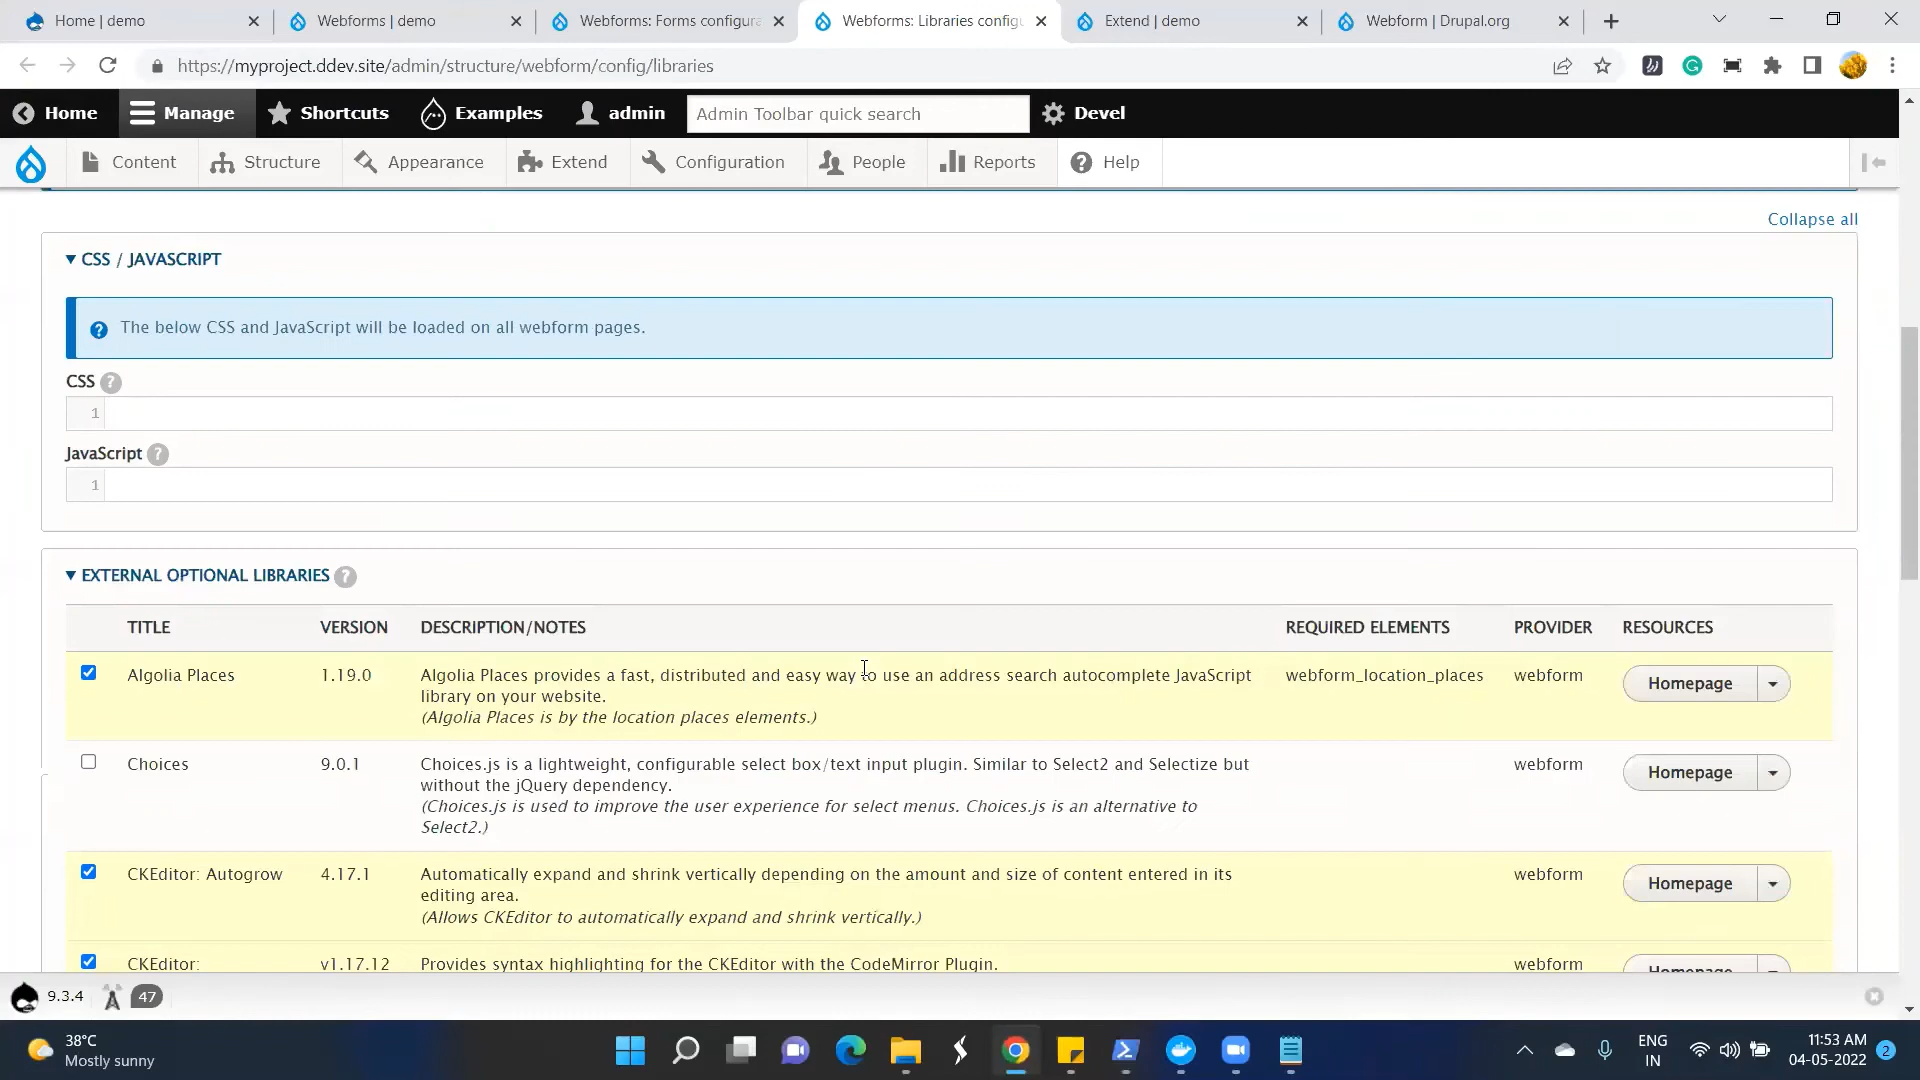 Home | demo
Webforms | demo
Webforms: Forms configura
Webforms: Libraries config
Extend | demo
Webform | Drupal.org
https://myproject.ddev.site/admin/structure/webform/config/libraries
Home
Manage
Shortcuts
Examples
admin
Admin Toolbar quick search
Devel
Content
Structure
Appearance
Extend
Configuration
People
Reports
Help
Collapse all
CSS / JAVASCRIPT
The below CSS and JavaScript will be loaded on all webform pages.
CSS ?
1
JavaScript ?
1
EXTERNAL OPTIONAL LIBRARIES ?
TITLE VERSION DESCRIPTION/NOTES REQUIRED ELEMENTS PROVIDER RESOURCES
Algolia Places 1.19.0 Algolia Places provides a fast, distributed and easy way to use an address search autocomplete JavaScript webform_location_places webform Homepage
library on your website.
(Algolia Places is by the location places elements.)
Choices 9.0.1 Choices.js is a lightweight, configurable select box/text input plugin. Similar to Select2 and Selectize but webform Homepage
without the jQuery dependency.
(Choices.js is used to improve the user experience for select menus. Choices.js is an alternative to
Select2.)
CKEditor: Autogrow 4.17.1 Automatically expand and shrink vertically depending on the amount and size of content entered in its webform Homepage
editing area.
(Allows CKEditor to automatically expand and shrink vertically.)
CKEditor: v1.17.12 Provides syntax highlighting for the CKEditor with the CodeMirror Plugin. webform Homepage
9.3.4 47
38°C
Mostly sunny
ENG
IN
11:53 AM
04-05-2022
2